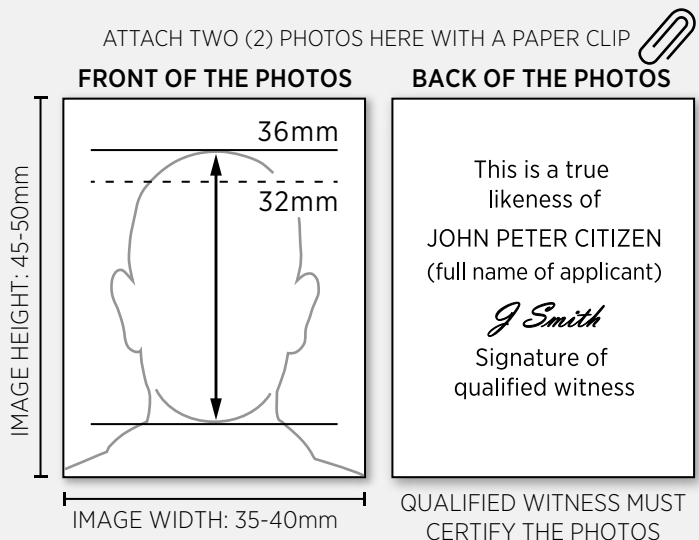 ATTACH TWO (2) PHOTOS HERE WITH A PAPER CLIP
FRONT OF THE PHOTOS
36mm
32mm
IMAGE HEIGHT: 45-50mm
IMAGE WIDTH: 35-40mm
BACK OF THE PHOTOS
This is a true
likeness of
JOHN PETER CITIZEN
(full name of applicant)
J Smith
Signature of
qualified witness
QUALIFIED WITNESS MUST
CERTIFY THE PHOTOS